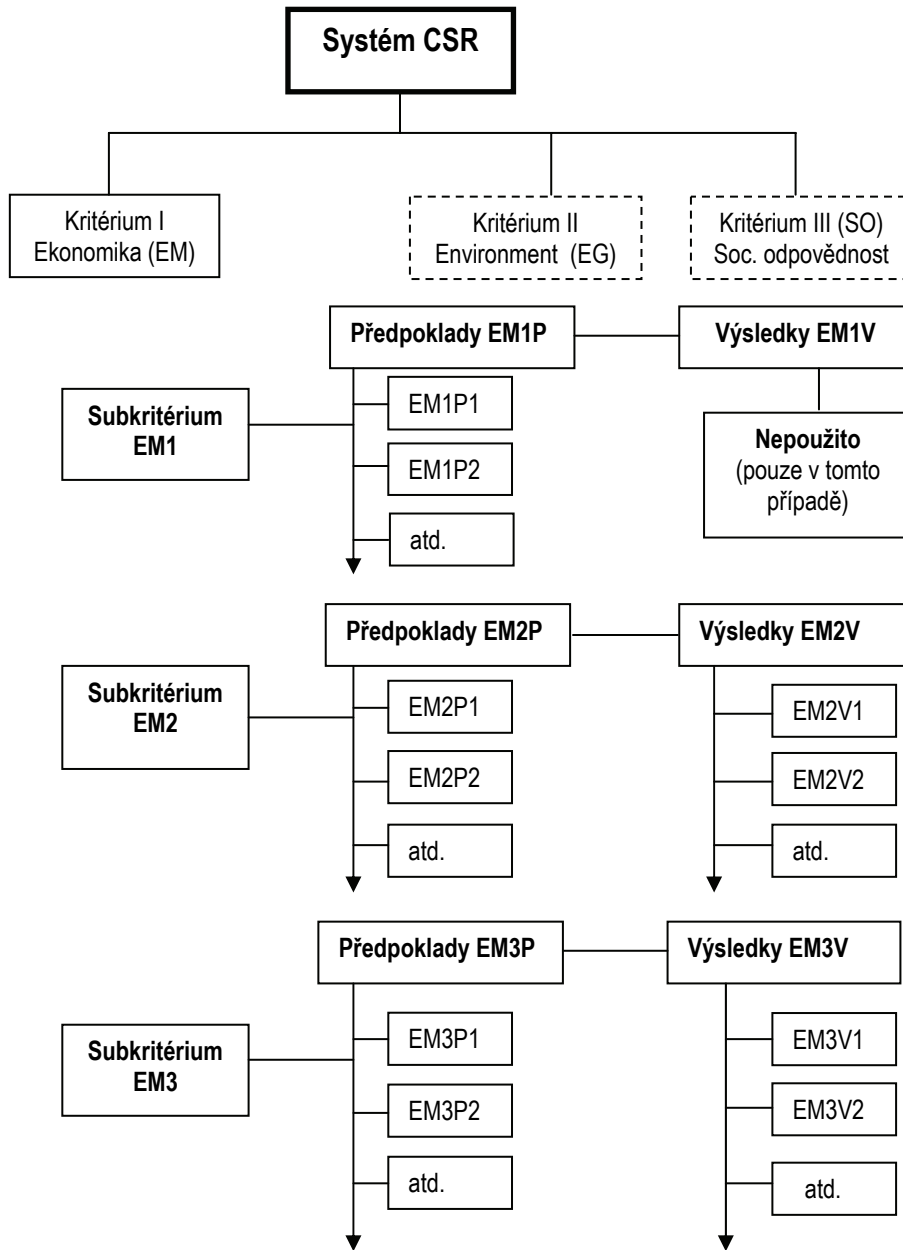 Systém CSR
Kritérium I
Ekonomika (EM)
Kritérium II
Environment (EG)
Kritérium III (SO)
Soc. odpovědnost
Předpoklady EM1P
Výsledky EM1V
Subkritérium
EM1
EM1P1
EM1P2
atd.
Nepoužito
(pouze v tomto
případě)
Předpoklady EM2P
Výsledky EM2V
Subkritérium
EM2
EM2P1
EM2P2
atd.
EM2V1
EM2V2
atd.
Předpoklady EM3P
Výsledky EM3V
Subkritérium
EM3
EM3P1
EM3P2
atd.
EM3V1
EM3V2
atd.